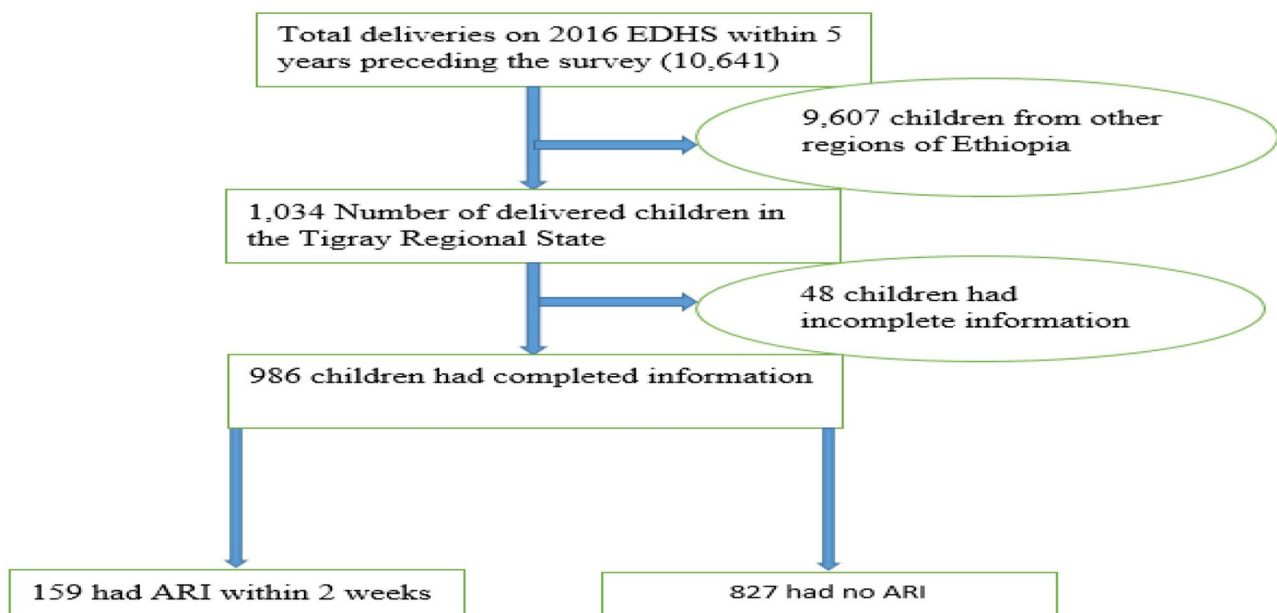 Total deliveries on 2016 EDHS within 5
years preceding the survey (10,641)
9,607 children from other
regions of Ethiopia
1,034 Number of delivered children in
the Tigray Regional State
48 children had
incomplete information
986 children had completed information
159 had ARI within 2 weeks
827 had no ARI